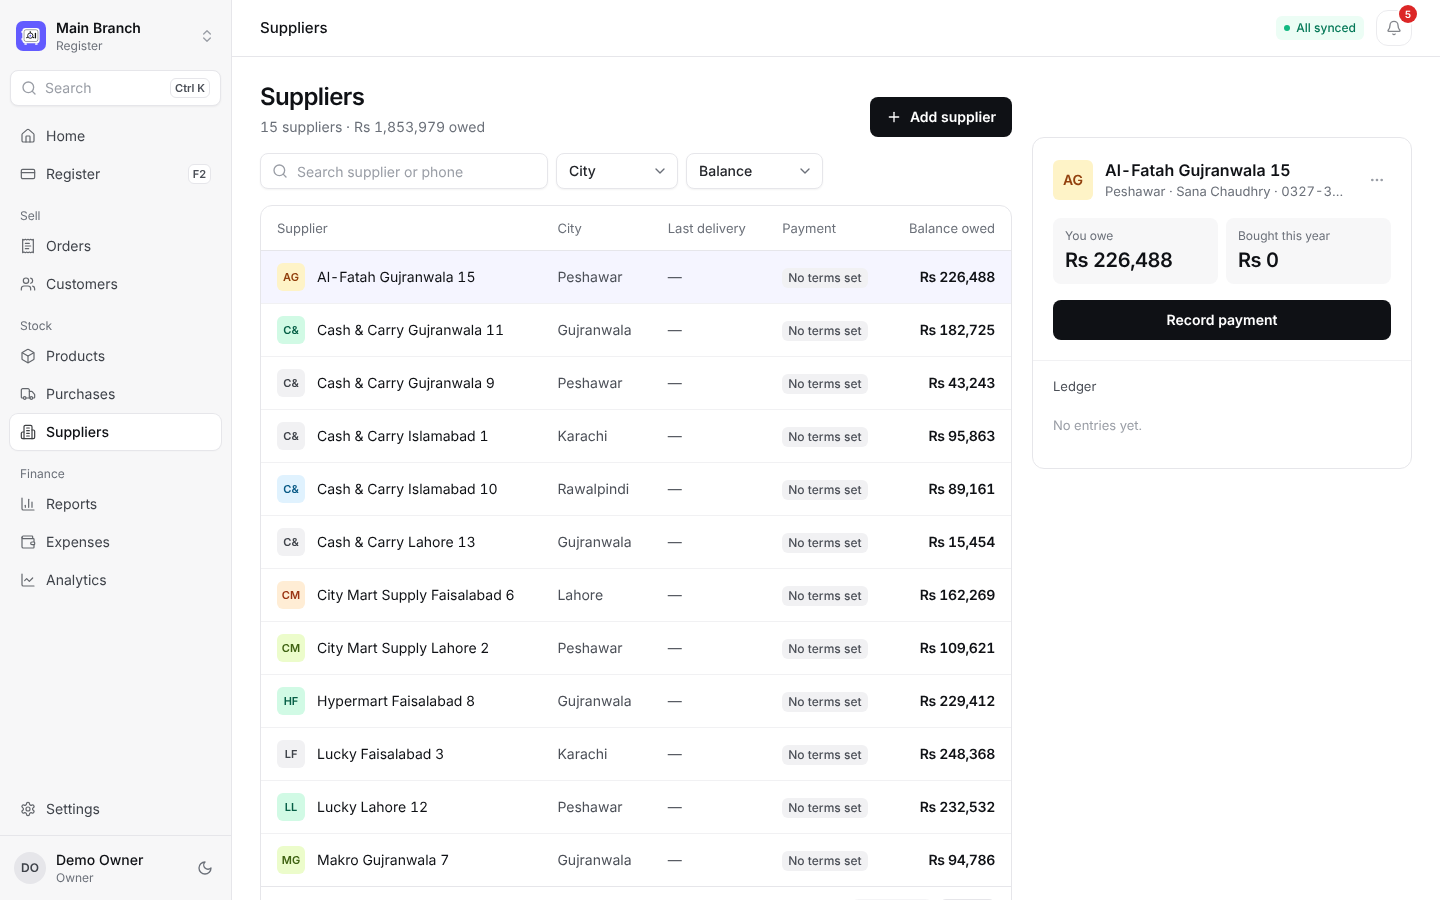 Main Branch
Register
Search
Ctrl K
Home
Register
F2
Sell
Orders
Customers
Stock
Products
Purchases
Suppliers
Finance
Reports
Expenses
Analytics
Settings
DO
Demo Owner
Owner
Suppliers
All synced
5
Suppliers
15 suppliers · Rs 1,853,979 owed
Add supplier
Search supplier or phone
City
Balance
Supplier City Last delivery Payment Balance owed
AG Al-Fatah Gujranwala 15 Peshawar — No terms set Rs 226,488
C& Cash & Carry Gujranwala 11 Gujranwala — No terms set Rs 182,725
C& Cash & Carry Gujranwala 9 Peshawar — No terms set Rs 43,243
C& Cash & Carry Islamabad 1 Karachi — No terms set Rs 95,863
C& Cash & Carry Islamabad 10 Rawalpindi — No terms set Rs 89,161
C& Cash & Carry Lahore 13 Gujranwala — No terms set Rs 15,454
CM City Mart Supply Faisalabad 6 Lahore — No terms set Rs 162,269
CM City Mart Supply Lahore 2 Peshawar — No terms set Rs 109,621
HF Hypermart Faisalabad 8 Gujranwala — No terms set Rs 229,412
LF Lucky Faisalabad 3 Karachi — No terms set Rs 248,368
LL Lucky Lahore 12 Peshawar — No terms set Rs 232,532
MG Makro Gujranwala 7 Gujranwala — No terms set Rs 94,786
AG
Al-Fatah Gujranwala 15
Peshawar · Sana Chaudhry · 0327-3...
You owe
Rs 226,488
Bought this year
Rs 0
Record payment
Ledger
No entries yet.